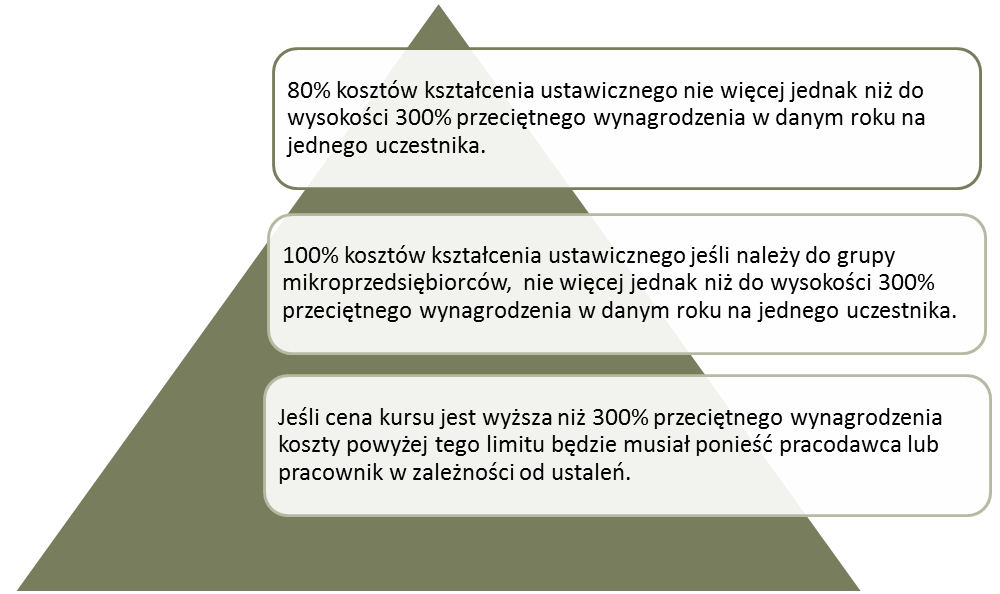 80% kosztów kształcenia ustawicznego nie więcej jednak niż do
wysokości 300% przeciętnego wynagrodzenia w danym roku na
jednego uczestnika.
100% kosztów kształcenia ustawicznego jeśli należy do grupy
mikroprzedsiębiorców, nie więcej jednak niż do wysokości 300%
przeciętnego wynagrodzenia w danym roku na jednego uczestnika.
Jeśli cena kursu jest wyższa niż 300% przeciętnego wynagrodzenia
koszty powyżej tego limitu będzie musiał ponieść pracodawca lub
pracownik w zależności od ustaleń.